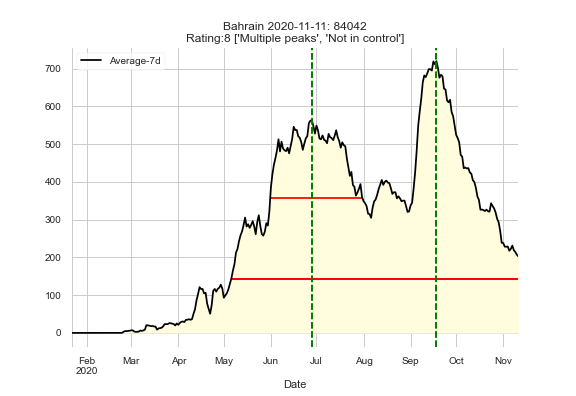 Bahrain 2020-11-11: 84042
Rating:8 ['Multiple peaks', 'Not in control']
Average-7d
700
600
500
400
300
200
100
0
Feb Mar Apr May Jun Jul Aug Sep Oct Nov
2020
Date